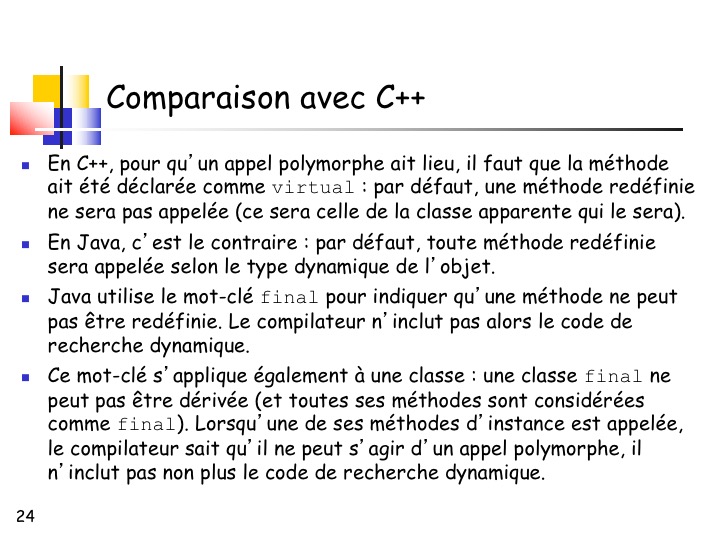 Comparaison avec C++
En C++, pour qu’un appel polymorphe ait lieu, il faut que la méthode
ait été déclarée comme virtual : par défaut, une méthode redéfinie
ne sera pas appelée (ce sera celle de la classe apparente qui le sera).
En Java, c’est le contraire : par défaut, toute méthode redéfinie
sera appelée selon le type dynamique de l’objet.
Java utilise le mot-clé final pour indiquer qu’une méthode ne peut
pas être redéfinie. Le compilateur n’inclut pas alors le code de
recherche dynamique.
Ce mot-clé s’applique également à une classe : une classe final ne
peut pas être dérivée (et toutes ses méthodes sont considérées
comme final). Lorsqu’une de ses méthodes d’instance est appelée,
le compilateur sait qu’il ne peut s’agir d’un appel polymorphe, il
n’inclut pas non plus le code de recherche dynamique.
24